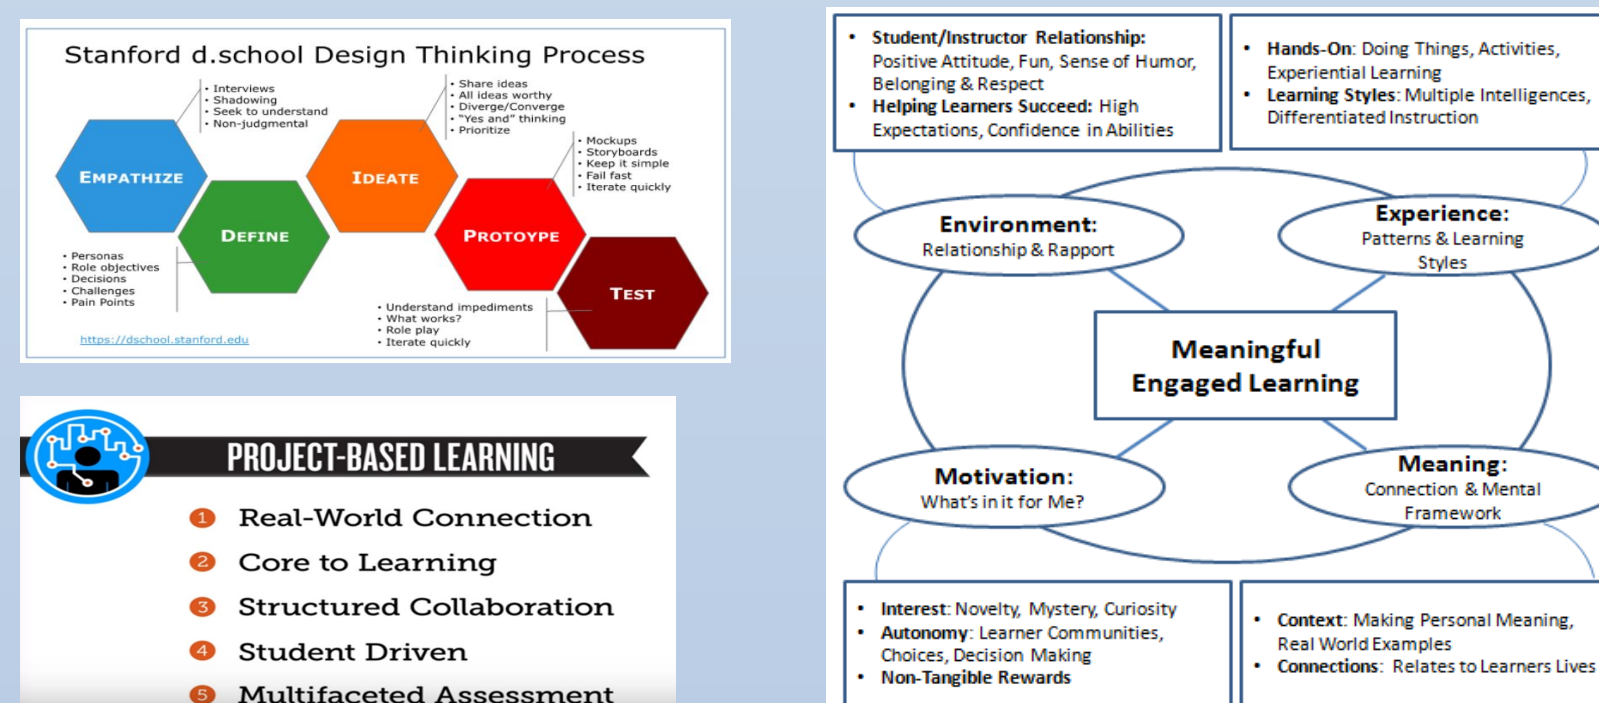 Stanford d.school Design Thinking Process
• Interviews
• Shadowing
• Seek to understand
• Non-judgmental
• Share ideas
• All ideas worthy
• Diverge/Converge
• "Yes and" thinking
• Prioritize
• Mockups
• Storyboards
• Keep it simple
• Fail fast
• Iterate quickly
EMPATHIZE
IDEATE
DEFINE
PROTOYPE
TEST
• Personas
• Role objectives
• Decisions
• Challenges
• Pain Points
• Understand impediments
• What works?
• Role play
• Iterate quickly
https://dschool.stanford.edu
PROJECT-BASED LEARNING
1 Real-World Connection
2 Core to Learning
3 Structured Collaboration
4 Student Driven
5 Multifaceted Assessment
• Student/Instructor Relationship:
Positive Attitude, Fun, Sense of Humor,
Belonging & Respect
• Helping Learners Succeed: High
Expectations, Confidence in Abilities
• Hands-On: Doing Things, Activities,
Experiential Learning
• Learning Styles: Multiple Intelligences,
Differentiated Instruction
Environment:
Relationship & Rapport
Experience:
Patterns & Learning
Styles
Meaningful
Engaged Learning
Motivation:
What's in it for Me?
Meaning:
Connection & Mental
Framework
• Interest: Novelty, Mystery, Curiosity
• Autonomy: Learner Communities,
Choices, Decision Making
• Non-Tangible Rewards
• Context: Making Personal Meaning,
Real World Examples
• Connections: Relates to Learners Lives